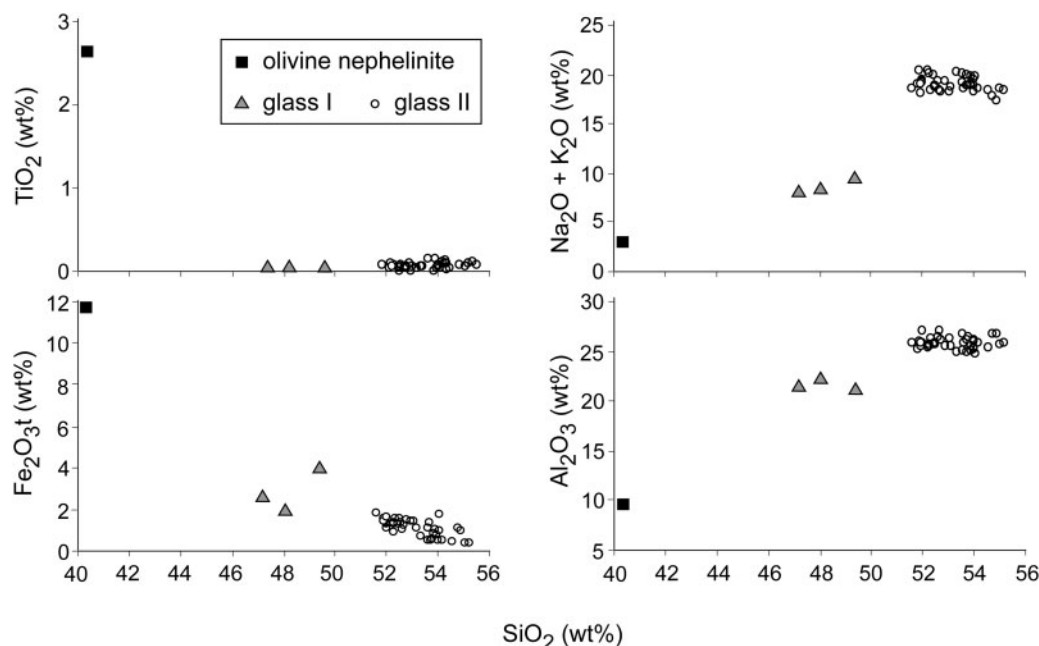 TiO2 (wt%)
3
2
1
0
olivine nephelinite
glass I
glass II
Na2O + K2O (wt%)
25
20
15
10
5
0
Fe2O3t (wt%)
12
10
8
6
4
2
0
40 42 44 46 48 50 52 54 56
Al2O3 (wt%)
30
25
20
15
10
5
40 42 44 46 48 50 52 54 56
SiO2 (wt%)